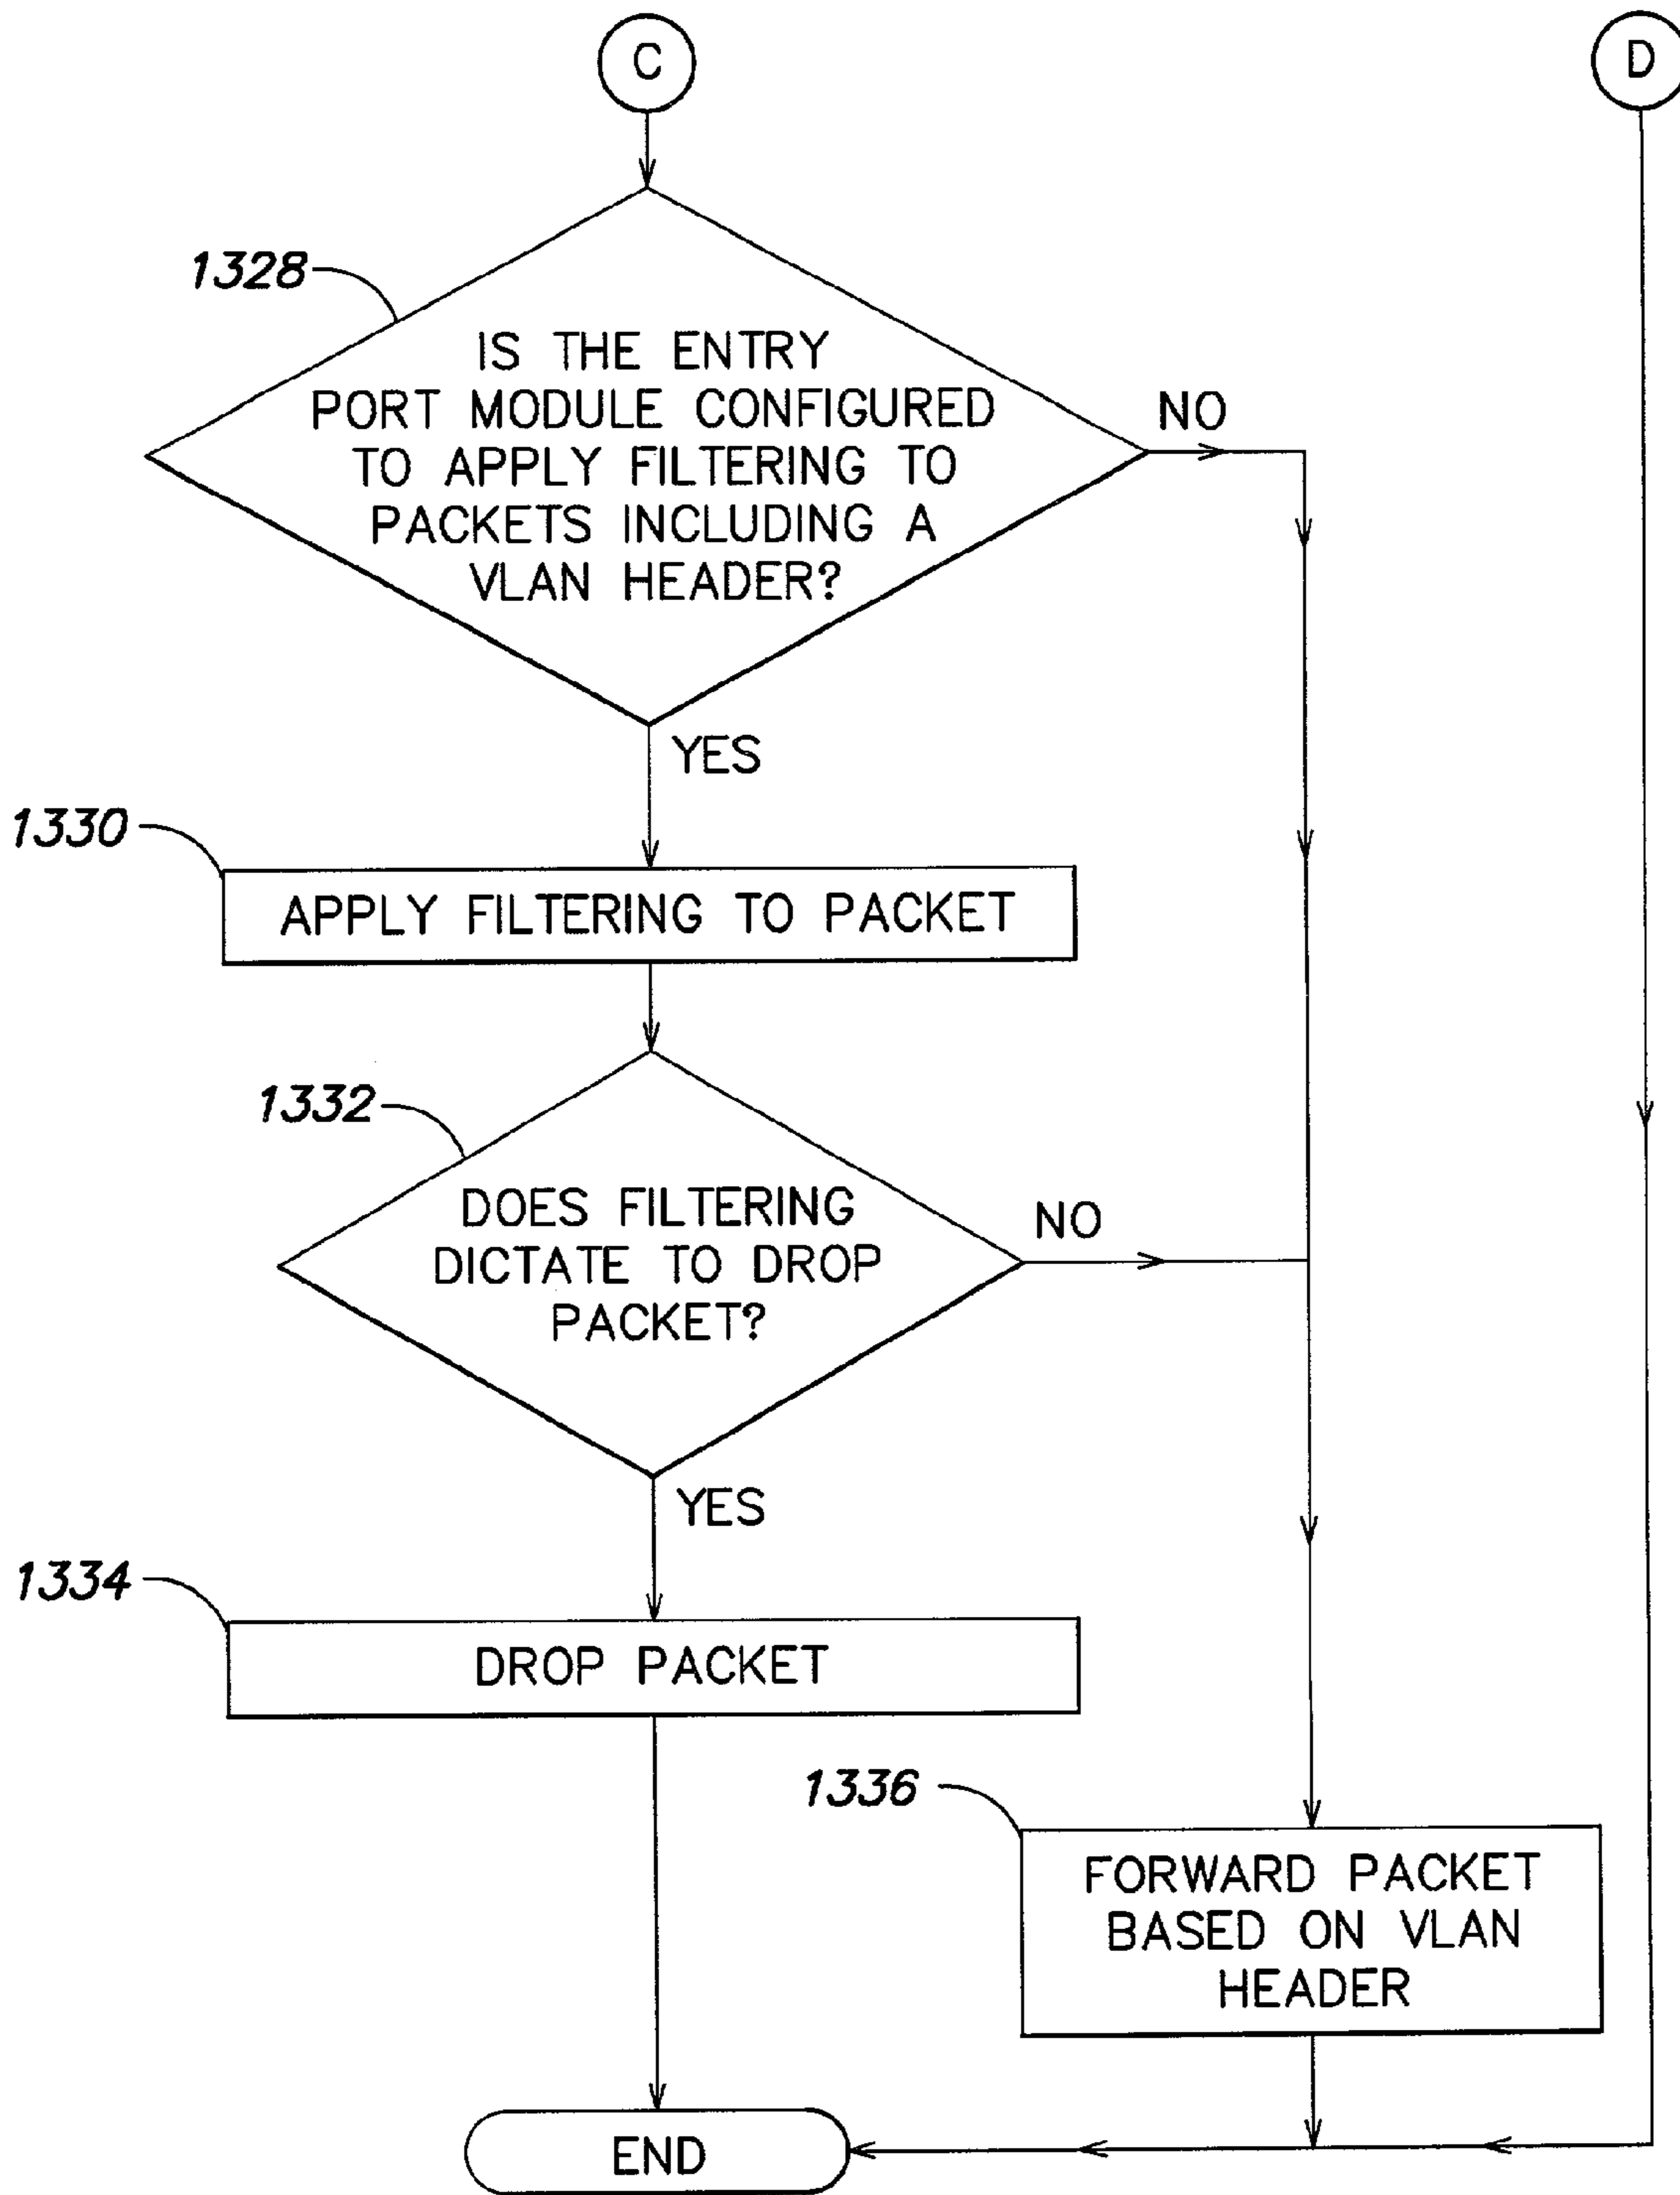 C
D
1328
IS THE ENTRY
PORT MODULE CONFIGURED
TO APPLY FILTERING TO
PACKETS INCLUDING A
VLAN HEADER?
NO
YES
1330
APPLY FILTERING TO PACKET
1332
DOES FILTERING
DICTATE TO DROP
PACKET?
NO
YES
1334
DROP PACKET
1336
FORWARD PACKET
BASED ON VLAN
HEADER
END